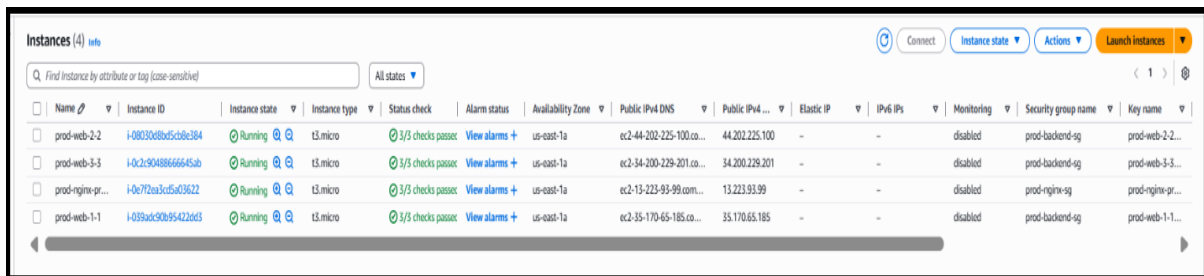 Instances (4) Info
Connect Instance state Actions Launch instances
Find Instance by attribute or tag (case-sensitive) All states 1
Name Instance ID Instance state Instance type Status check Alarm status Availability Zone Public IPv4 DNS Public IPv4 ... Elastic IP IPv6 IPs Monitoring Security group name Key name
prod-web-2-2 i-08030d8bd5cb8e384 Running t3.micro 3/3 checks passec View alarms + us-east-1a ec2-44-202-225-100.co... 44.202.225.100 – – disabled prod-backend-sg prod-web-2-2...
prod-web-3-3 i-0c2c90488666645ab Running t3.micro 3/3 checks passec View alarms + us-east-1a ec2-34-200-229-201.co... 34.200.229.201 – – disabled prod-backend-sg prod-web-3-3...
prod-nginx-pr... i-0e7f2ea3cd5a03622 Running t3.micro 3/3 checks passec View alarms + us-east-1a ec2-13-223-93-99.com... 13.223.93.99 – – disabled prod-nginx-sg prod-nginx-pr...
prod-web-1-1 i-039adc90b95422dd3 Running t3.micro 3/3 checks passec View alarms + us-east-1a ec2-35-170-65-185.co... 35.170.65.185 – – disabled prod-backend-sg prod-web-1-1...